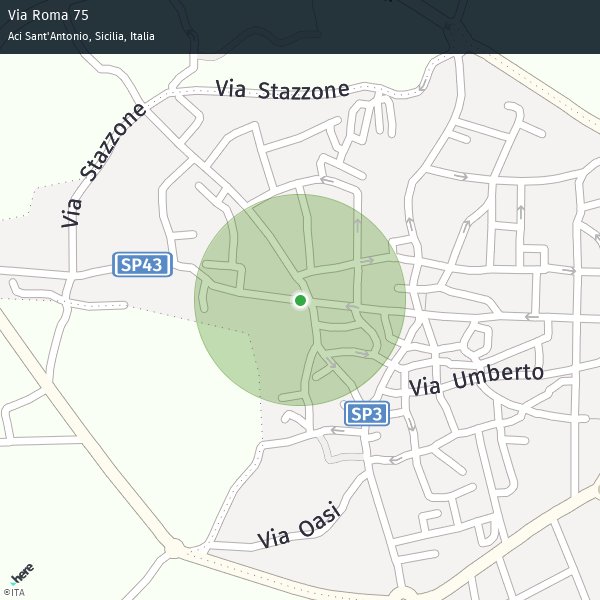 Via Roma 75
Aci Sant'Antonio, Sicilia, Italia
Via Stazzone
Via Stazzone
SP43
Via Umberto
SP3
Via Oasi
here
©ITA